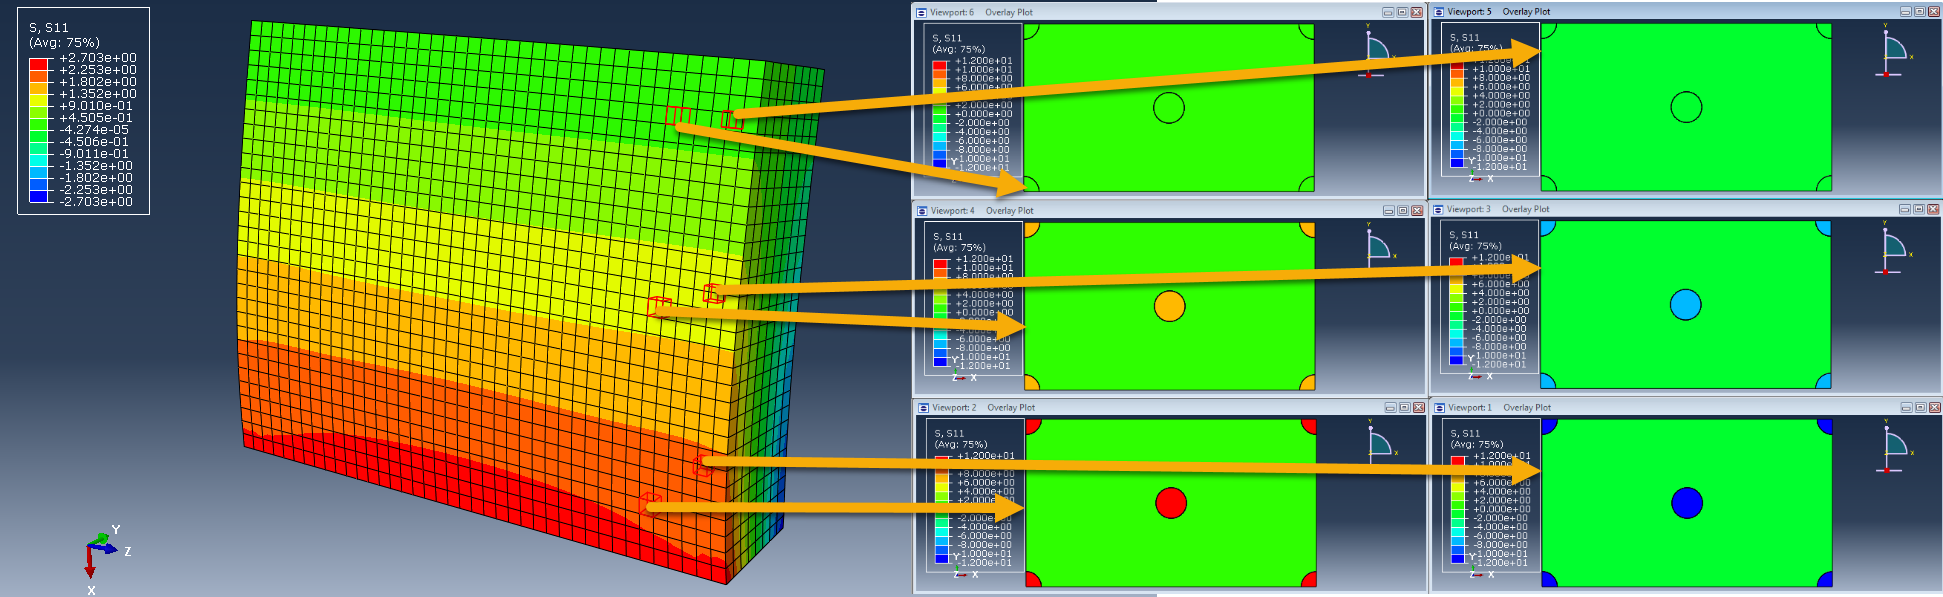 S, S11
(Avg: 75%)
+2.703e+00
+2.253e+00
+1.802e+00
+1.352e+00
+9.010e-01
+4.505e-01
-4.274e-05
-4.506e-01
-9.011e-01
-1.352e+00
-1.802e+00
-2.253e+00
-2.703e+00
Y
Z
X
Viewport: 6 Overlay Plot
S, S11
(Avg: 75%)
+1.200e+01
+1.000e+01
+8.000e+00
+2.000e+00
+0.000e+00
-2.000e+00
-4.000e+00
-6.000e+00
-8.000e+00
-1.000e+01
-1.200e+01
Y
Viewport: 5 Overlay Plot
S, S11
(Avg: 75%)
+8.000e+00
+6.000e+00
+4.000e+00
+2.000e+00
+0.000e+00
-2.000e+00
-4.000e+00
-6.000e+00
-8.000e+00
-1.000e+01
-1.200e+01
Y
Z X
Y
X
Viewport: 4 Overlay Plot
S, S11
(Avg: 75%)
+1.200e+01
+1.000e+01
+4.000e+00
+2.000e+00
+0.000e+00
-6.000e+00
-8.000e+00
-1.000e+01
-1.200e+01
Y
Z X
Y
X
Viewport: 3 Overlay Plot
S, S11
(Avg: 75%)
+1.200e+01
+6.000e+00
+4.000e+00
+2.000e+00
+0.000e+00
-2.000e+00
-4.000e+00
-6.000e+00
-8.000e+00
-1.000e+01
-1.200e+01
Y
Z X
Y
X
Viewport: 2 Overlay Plot
S, S11
(Avg: 75%)
+1.200e+01
+8.000e+00
+6.000e+00
+4.000e+00
+2.000e+00
-2.000e+00
-4.000e+00
-6.000e+00
-8.000e+00
-1.000e+01
-1.200e+01
Y
Z X
Y
X
Viewport: 1 Overlay Plot
S, S11
(Avg: 75%)
+1.200e+01
+6.000e+00
+4.000e+00
+2.000e+00
+0.000e+00
-2.000e+00
-4.000e+00
-6.000e+00
-8.000e+00
-1.000e+01
-1.200e+01
Y
Z X
Y
X